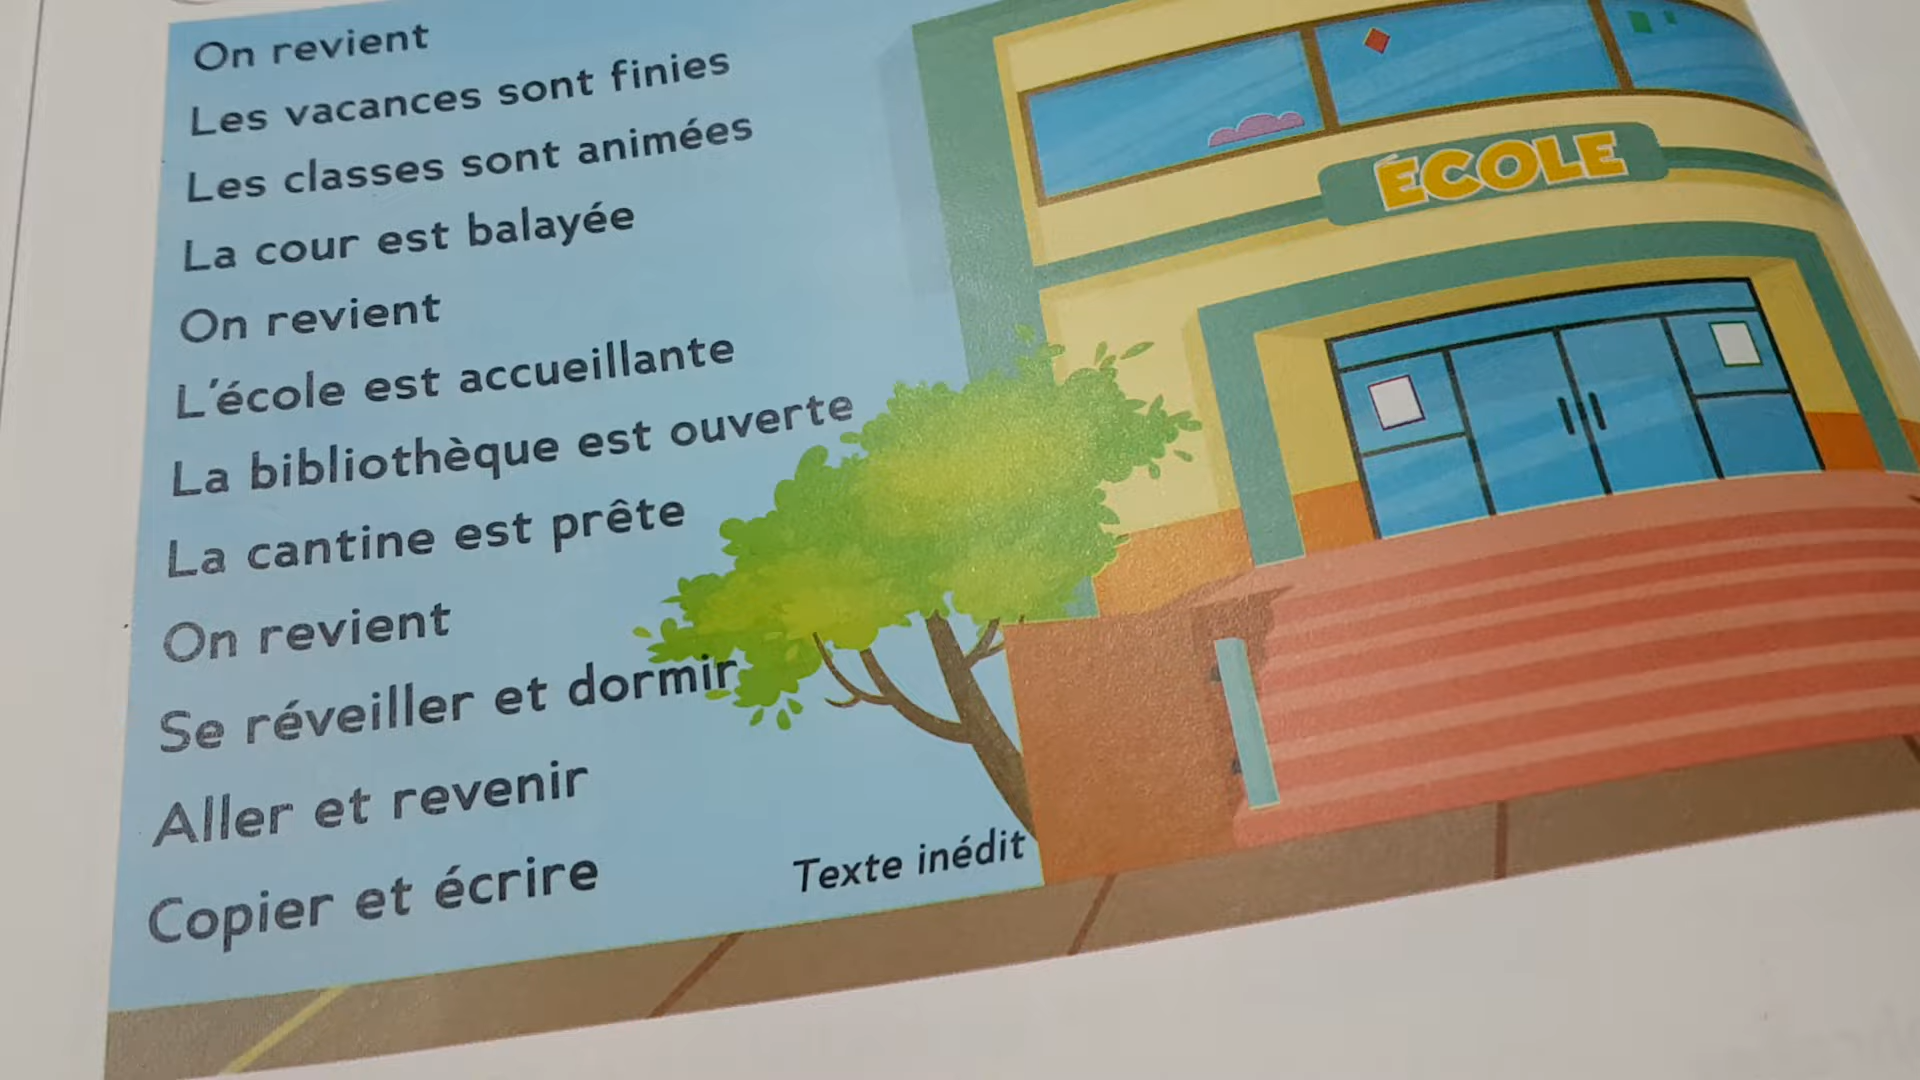 On revient
Les vacances sont finies
Les classes sont animées
La cour est balayée
On revient
L'école est accueillante
La bibliothèque est ouverte
La cantine est prête
On revient
Se réveiller et dormir
Aller et revenir
Copier et écrire
Texte inédit
ÉCOLE